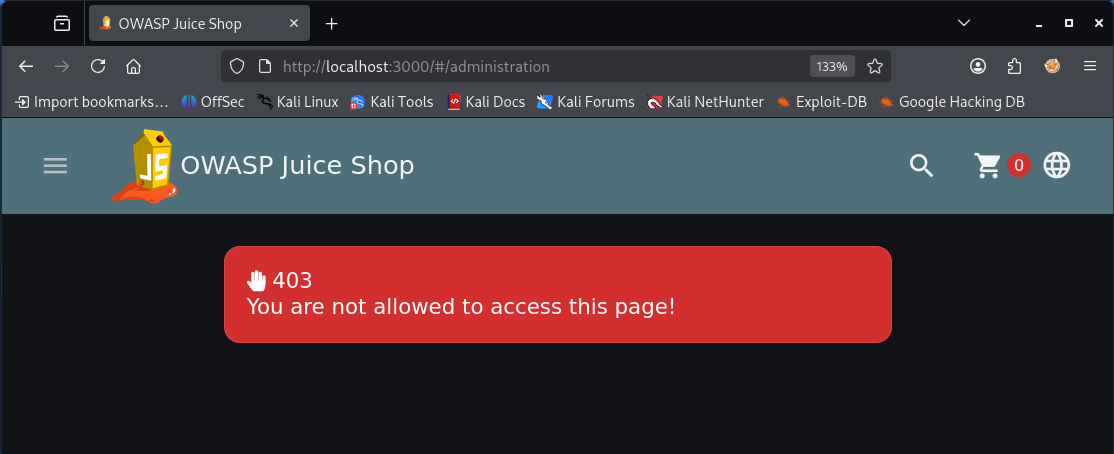 OWASP Juice Shop
http://localhost:3000/#/administration
133%
Import bookmarks... OffSec Kali Linux Kali Tools Kali Docs Kali Forums Kali NetHunter Exploit-DB Google Hacking DB
JS OWASP Juice Shop 0
403
You are not allowed to access this page!